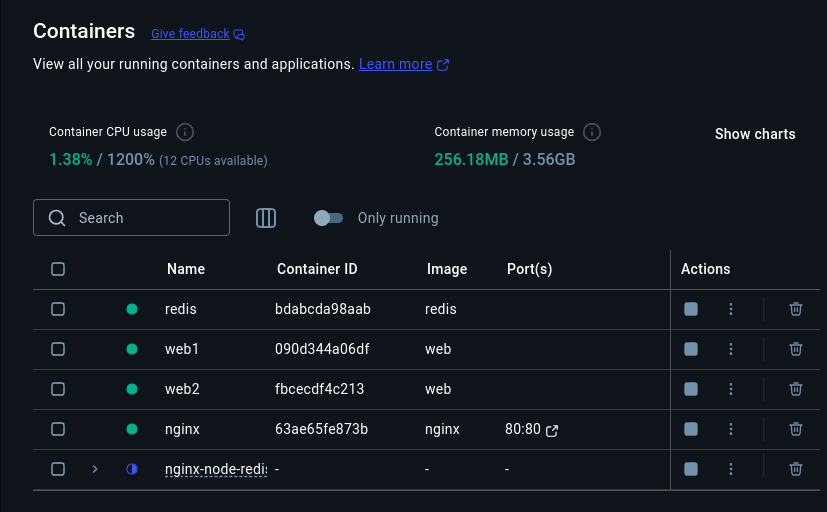 Containers Give feedback
View all your running containers and applications. Learn more
Container CPU usage Container memory usage Show charts
1.38% / 1200% (12 CPUs available) 256.18MB / 3.56GB
Search Only running
Name Container ID Image Port(s) Actions
redis bdabcda98aab redis
web1 090d344a06df web
web2 fbcecdf4c213 web
nginx 63ae65fe873b nginx 80:80
nginx-node-redis - - -